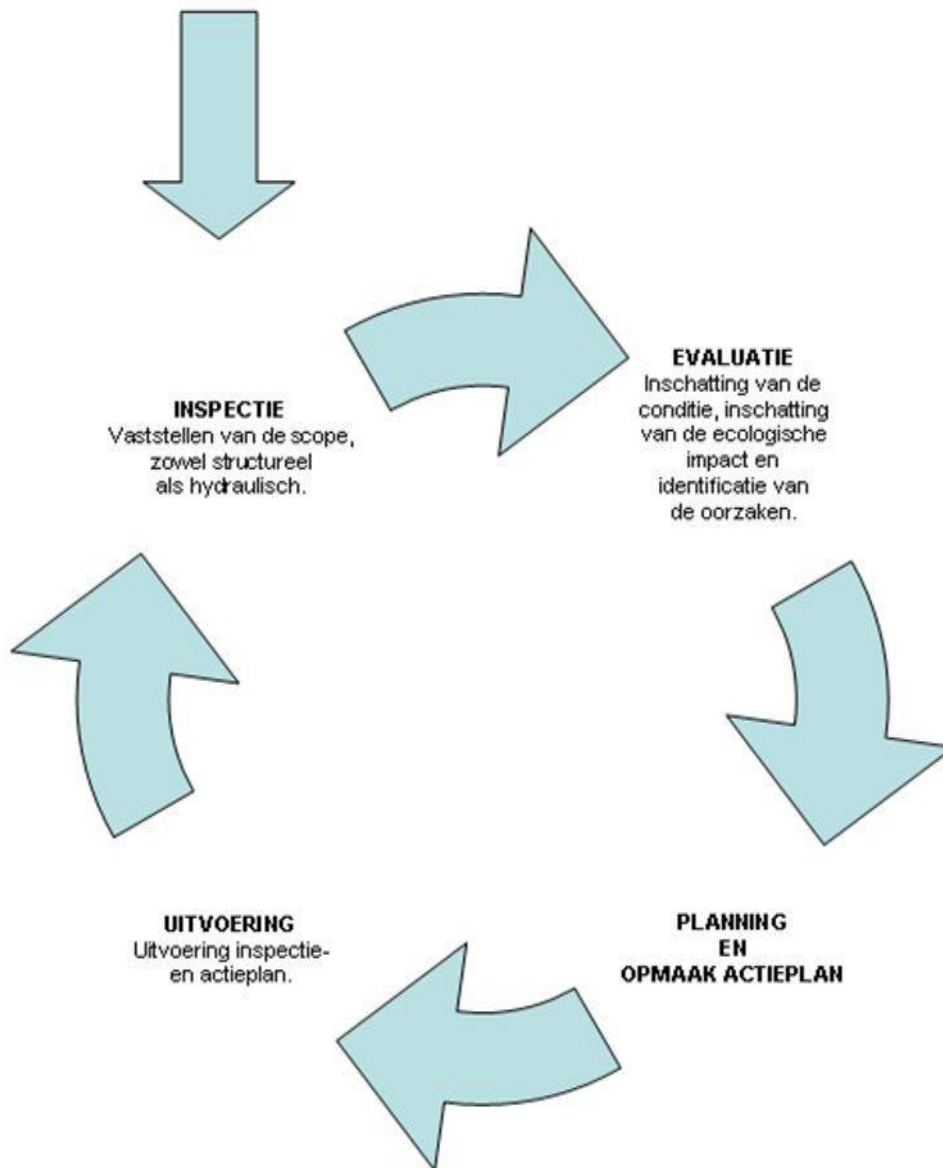 INSPECTIE
Vaststellen van de scope,
zowel structureel
als hydraulisch.
EVALUATIE
Inschatting van de
conditie, inschatting
van de ecologische
impact en
identificatie van
de oorzaken.
PLANNING
EN
OPMAAK ACTIEPLAN
UITVOERING
Uitvoering inspectie-
en actieplan.